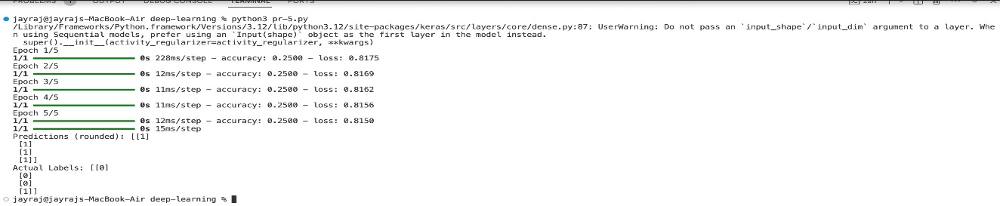 PROBLEMS 1 OUTPUT DEBUG CONSOLE TERMINAL PORTS zsh
jayraj@jayrajs-MacBook-Air deep-learning % python3 pr-5.py
/Library/Frameworks/Python.framework/Versions/3.12/lib/python3.12/site-packages/keras/src/layers/core/dense.py:87: UserWarning: Do not pass an `input_shape`/`input_dim` argument to a layer. Whe
n using Sequential models, prefer using an `Input(shape)` object as the first layer in the model instead.
  super().__init__(activity_regularizer=activity_regularizer, **kwargs)
Epoch 1/5
1/1 ━━━━━━━━━━━━━━━━━━━━ 0s 228ms/step - accuracy: 0.2500 - loss: 0.8175
Epoch 2/5
1/1 ━━━━━━━━━━━━━━━━━━━━ 0s 12ms/step - accuracy: 0.2500 - loss: 0.8169
Epoch 3/5
1/1 ━━━━━━━━━━━━━━━━━━━━ 0s 11ms/step - accuracy: 0.2500 - loss: 0.8162
Epoch 4/5
1/1 ━━━━━━━━━━━━━━━━━━━━ 0s 11ms/step - accuracy: 0.2500 - loss: 0.8156
Epoch 5/5
1/1 ━━━━━━━━━━━━━━━━━━━━ 0s 12ms/step - accuracy: 0.2500 - loss: 0.8150
1/1 ━━━━━━━━━━━━━━━━━━━━ 0s 15ms/step
Predictions (rounded): [[1]
 [1]
 [1]
 [1]]
Actual Labels: [[0]
 [0]
 [0]
 [1]]
jayraj@jayrajs-MacBook-Air deep-learning %